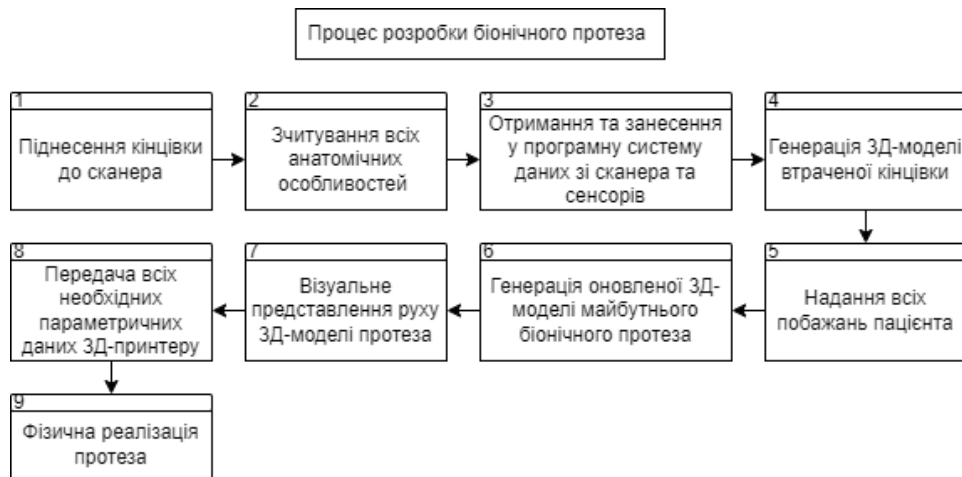 Процес розробки біонічного протеза
1
Піднесення кінцівки
до сканера
2
Зчитування всіх
анатомічних
особливостей
3
Отримання та занесення
у програмну систему
даних зі сканера та
сенсорів
4
Генерація 3Д-моделі
втраченої кінцівки
5
Надання всіх
побажань пацієнта
6
Генерація оновленої 3Д-
моделі майбутнього
біонічного протеза
7
Візуальне
представлення руху
3Д-моделі протеза
8
Передача всіх
необхідних
параметричних
даних 3Д-принтеру
9
Фізична реалізація
протеза